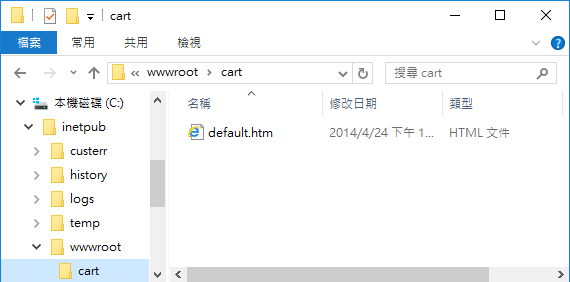 cart
檔案 常用 共用 檢視
« wwwroot › cart 搜尋 cart
本機磁碟 (C:)
inetpub
custerr
history
logs
temp
wwwroot
cart
名稱 修改日期 類型
default.htm 2014/4/24 下午 1... HTML 文件